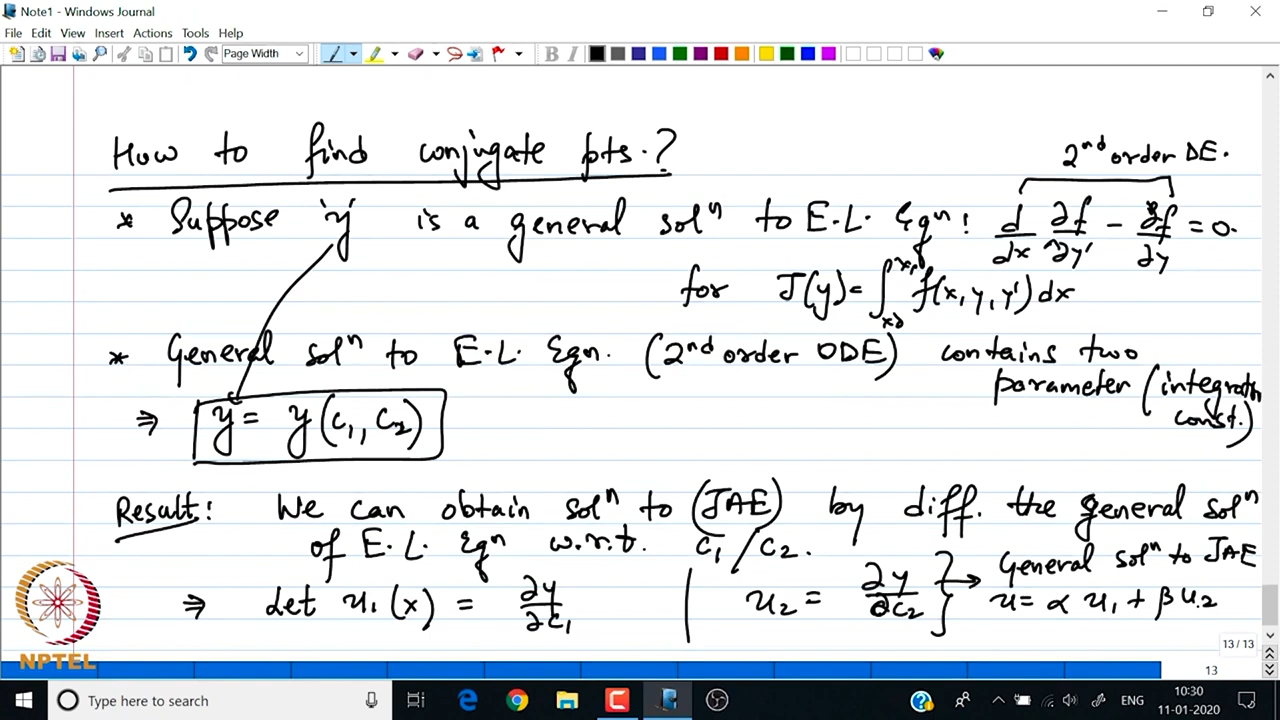 Note1 - Windows Journal
File Edit View Insert Actions Tools Help
Page Width
B I
How to find conjugate pts.?
2nd order DE.
* Suppose 'y' is a general soln to E.L. Eqn: d/dx ∂f/∂y' - ∂f/∂y = 0.
for J(y) = ∫x0^x1 f(x, y, y') dx
* General soln to E.L. Eqn. (2nd order ODE) contains two
parameter (integratn
const.)
⇒ y = y(c1, c2)
Result: We can obtain soln to (JAE) by diff. the general soln
of E.L. Eqn w.r.t. c1 / c2.
General soln to JAE
⇒ Let u1(x) = ∂y/∂c1 | u2 = ∂y/∂c2 } → u = α u1 + β u2
NPTEL
13 / 13
13
Type here to search
ENG
10:30
11-01-2020